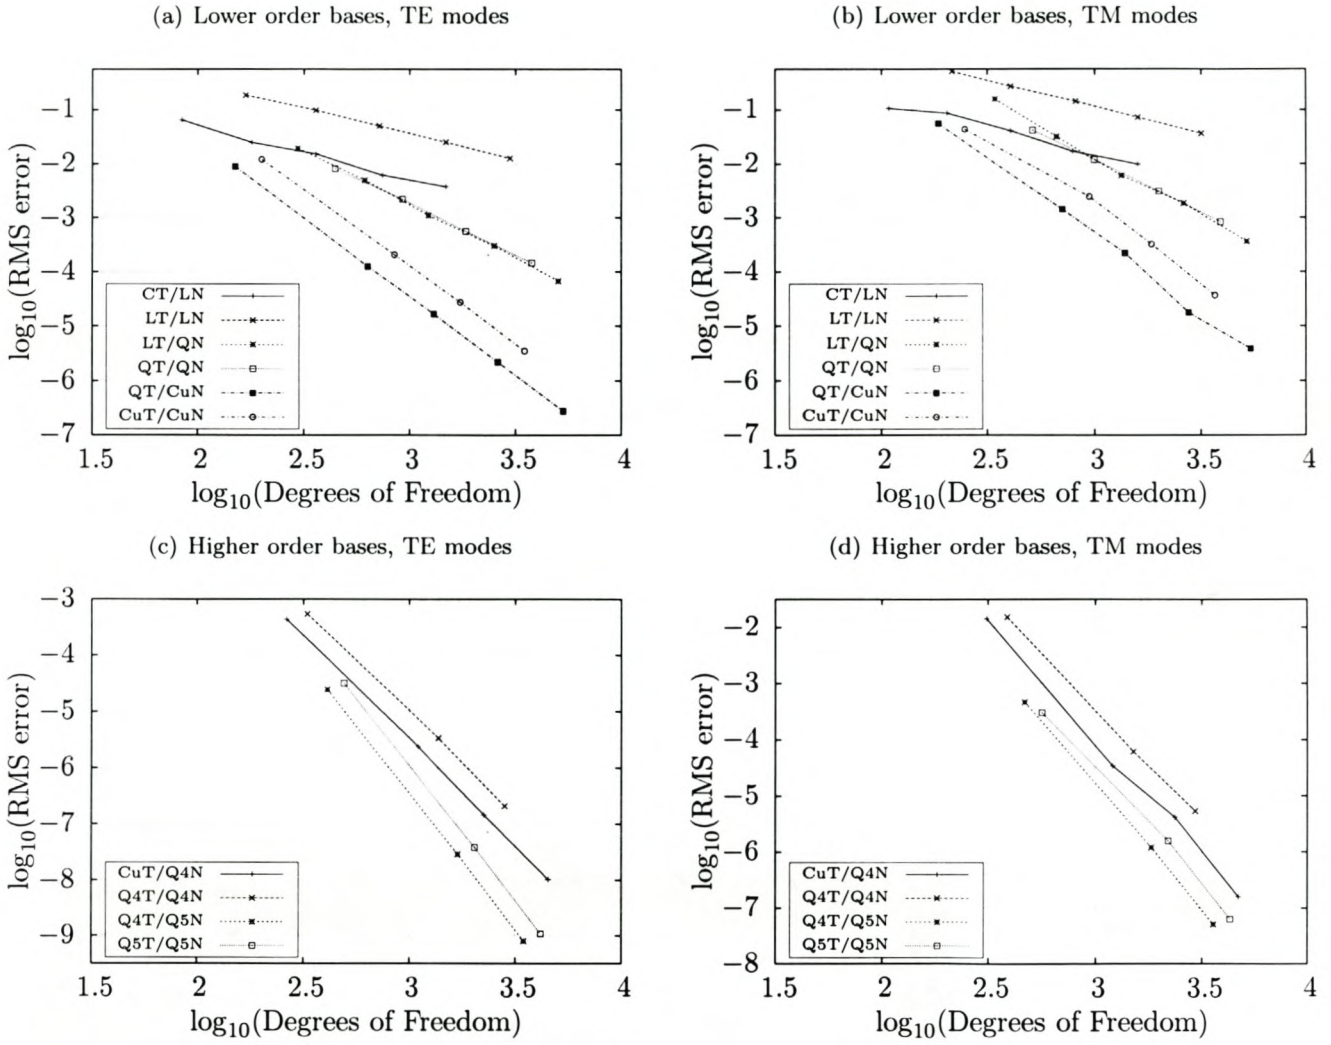 (a) Lower order bases, TE modes
−1
−2
−3
−4
−5
−6
−7
log10(RMS error)
CT/LN
LT/LN
LT/QN
QT/QN
QT/CuN
CuT/CuN
1.5 2 2.5 3 3.5 4
log10(Degrees of Freedom)
(b) Lower order bases, TM modes
−1
−2
−3
−4
−5
−6
−7
log10(RMS error)
CT/LN
LT/LN
LT/QN
QT/QN
QT/CuN
CuT/CuN
1.5 2 2.5 3 3.5 4
log10(Degrees of Freedom)
(c) Higher order bases, TE modes
−3
−4
−5
−6
−7
−8
−9
log10(RMS error)
CuT/Q4N
Q4T/Q4N
Q4T/Q5N
Q5T/Q5N
1.5 2 2.5 3 3.5 4
log10(Degrees of Freedom)
(d) Higher order bases, TM modes
−2
−3
−4
−5
−6
−7
−8
log10(RMS error)
CuT/Q4N
Q4T/Q4N
Q4T/Q5N
Q5T/Q5N
1.5 2 2.5 3 3.5 4
log10(Degrees of Freedom)